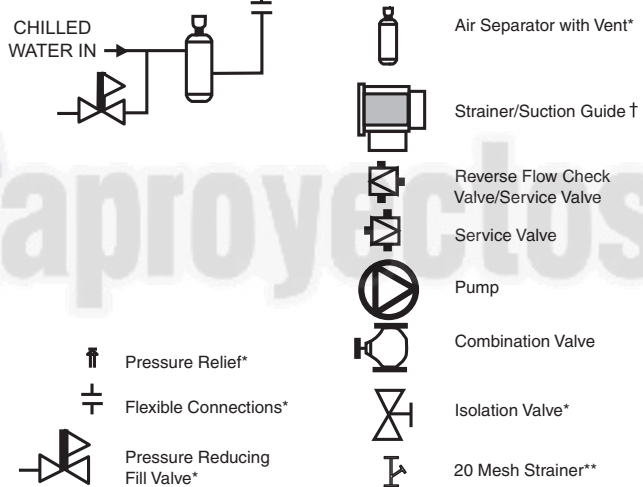 CHILLED
WATER IN
Air Separator with Vent*
Strainer/Suction Guide †
Reverse Flow Check
Valve/Service Valve
Service Valve
Pump
Combination Valve
Isolation Valve*
20 Mesh Strainer**
Pressure Relief*
Flexible Connections*
Pressure Reducing
Fill Valve*
aproyectos